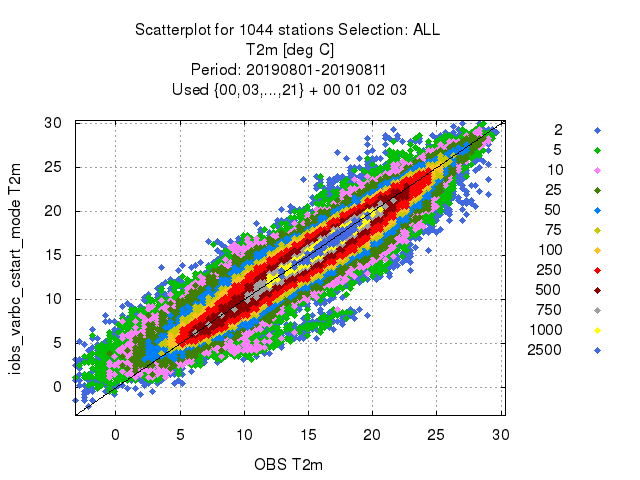 Scatterplot for 1044 stations Selection: ALL
T2m [deg C]
Period: 20190801-20190811
Used {00,03,...,21} + 00 01 02 03
iobs_varbc_cstart_mode T2m
30
25
20
15
10
5
0
0 5 10 15 20 25 30
OBS T2m
2
5
10
25
50
75
100
250
500
750
1000
2500